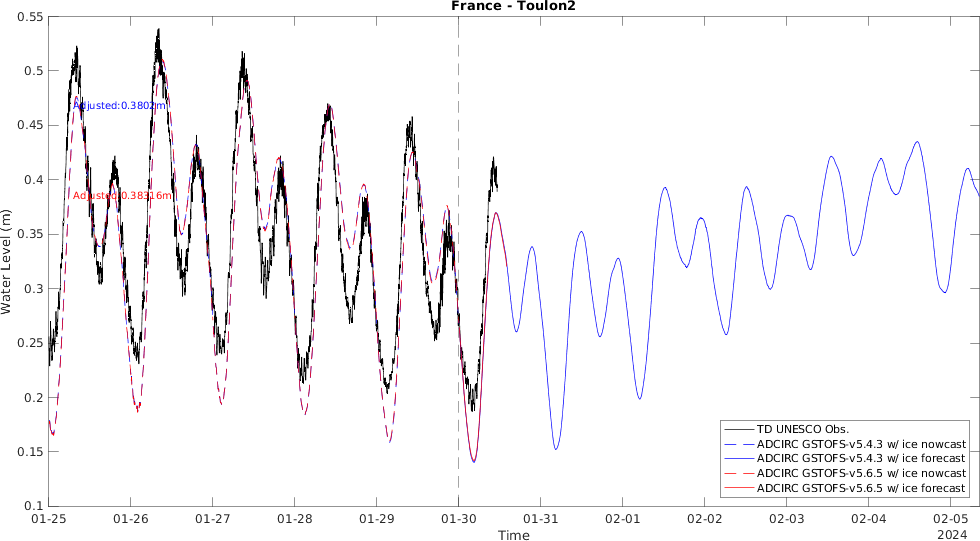 France - Toulon2
0.55
0.5
0.45
0.4
0.35
0.3
0.25
0.2
0.15
0.1
Water Level (m)
Adjusted:0.3802m
Adjusted:0.38316m
TD UNESCO Obs.
ADCIRC GSTOFS-v5.4.3 w/ ice nowcast
ADCIRC GSTOFS-v5.4.3 w/ ice forecast
ADCIRC GSTOFS-v5.6.5 w/ ice nowcast
ADCIRC GSTOFS-v5.6.5 w/ ice forecast
01-25 01-26 01-27 01-28 01-29 01-30 01-31 02-01 02-02 02-03 02-04 02-05
Time
2024